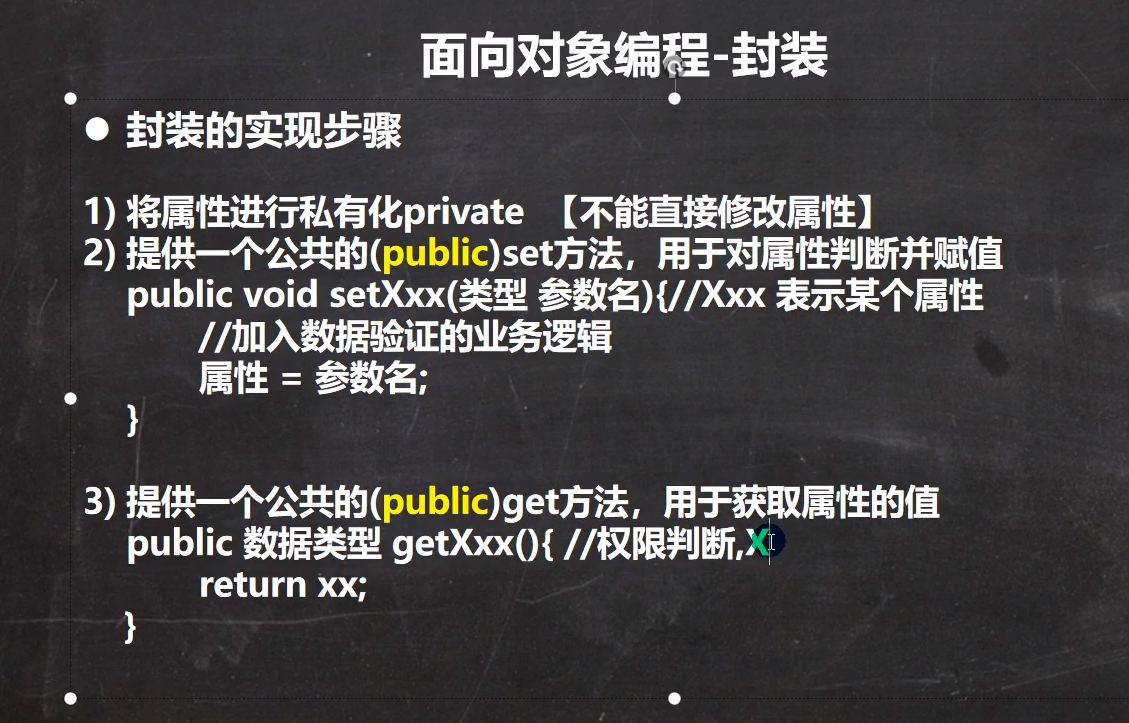 面向对象编程-封装
● 封装的实现步骤
1) 将属性进行私有化private 【不能直接修改属性】
2) 提供一个公共的(public)set方法，用于对属性判断并赋值
public void setXxx(类型 参数名){//Xxx 表示某个属性
//加入数据验证的业务逻辑
属性 = 参数名;
}
3) 提供一个公共的(public)get方法，用于获取属性的值
public 数据类型 getXxx(){ //权限判断,X
return xx;
}